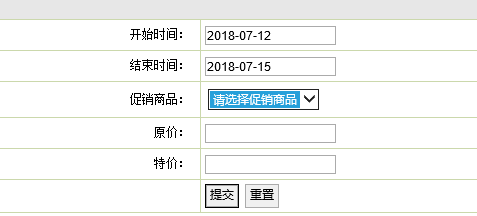 开始时间： 2018-07-12
结束时间： 2018-07-15
促销商品： 请选择促销商品
原价：
特价：
提交 重置